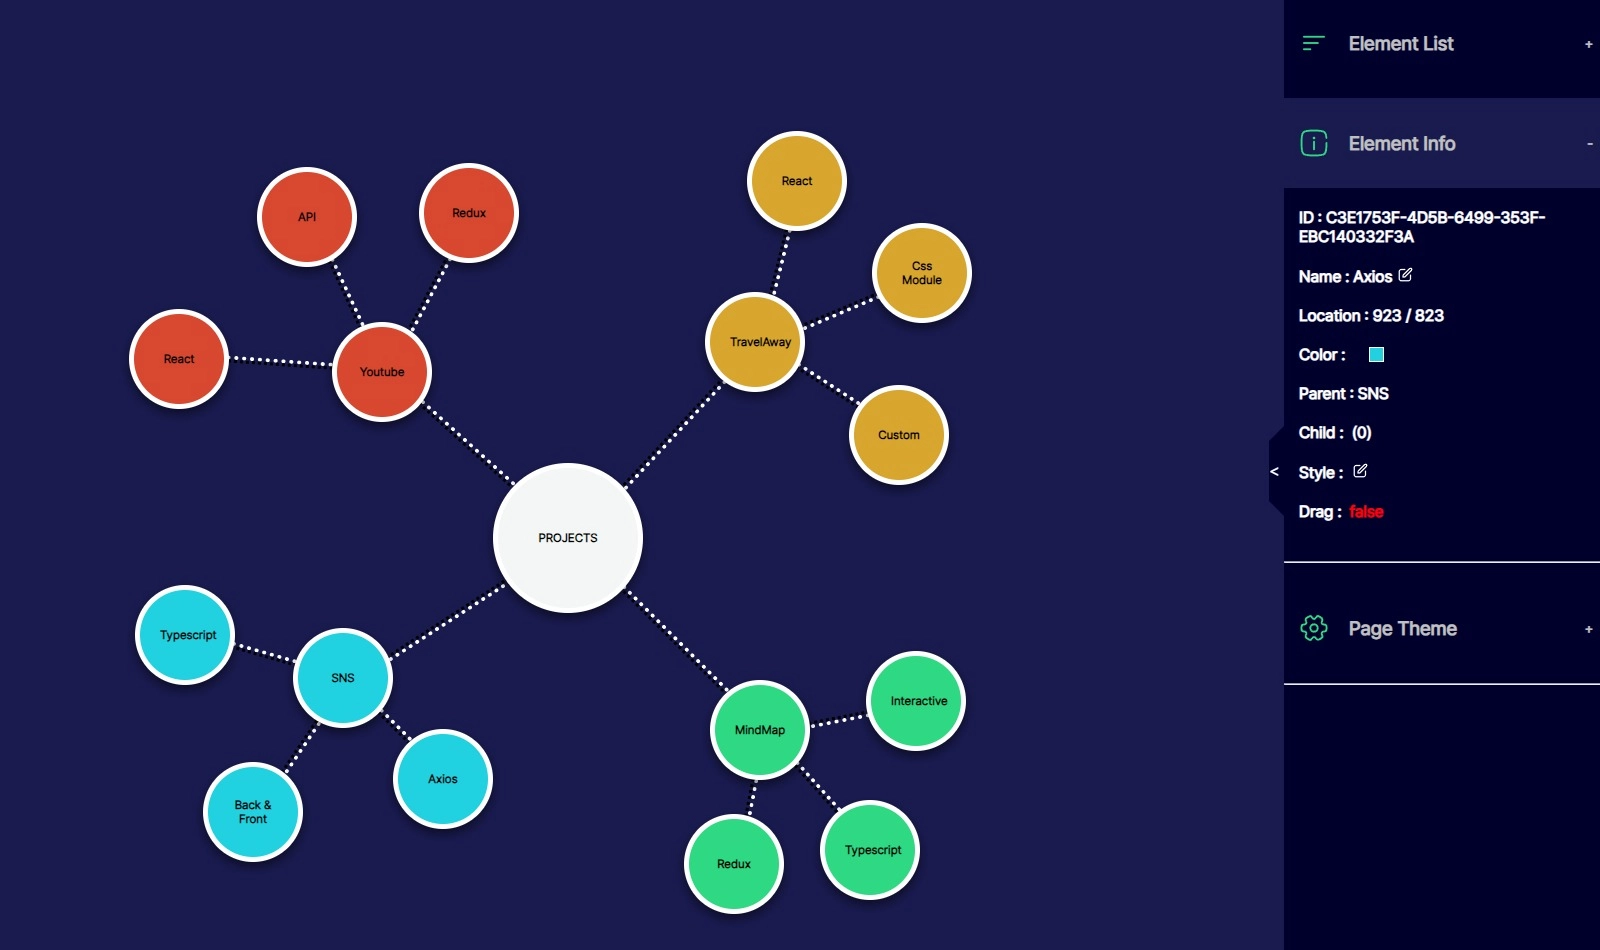 React
API
Redux
Css
Module
React
Youtube
TravelAway
Custom
PROJECTS
Typescript
SNS
Interactive
MindMap
Axios
Back &
Front
Typescript
Redux
Element List
+
Element Info
-
ID : C3E1753F-4D5B-6499-353F-
EBC140332F3A
Name : Axios
Location : 923 / 823
Color :
Parent : SNS
Child : (0)
<
Style :
Drag : false
Page Theme
+